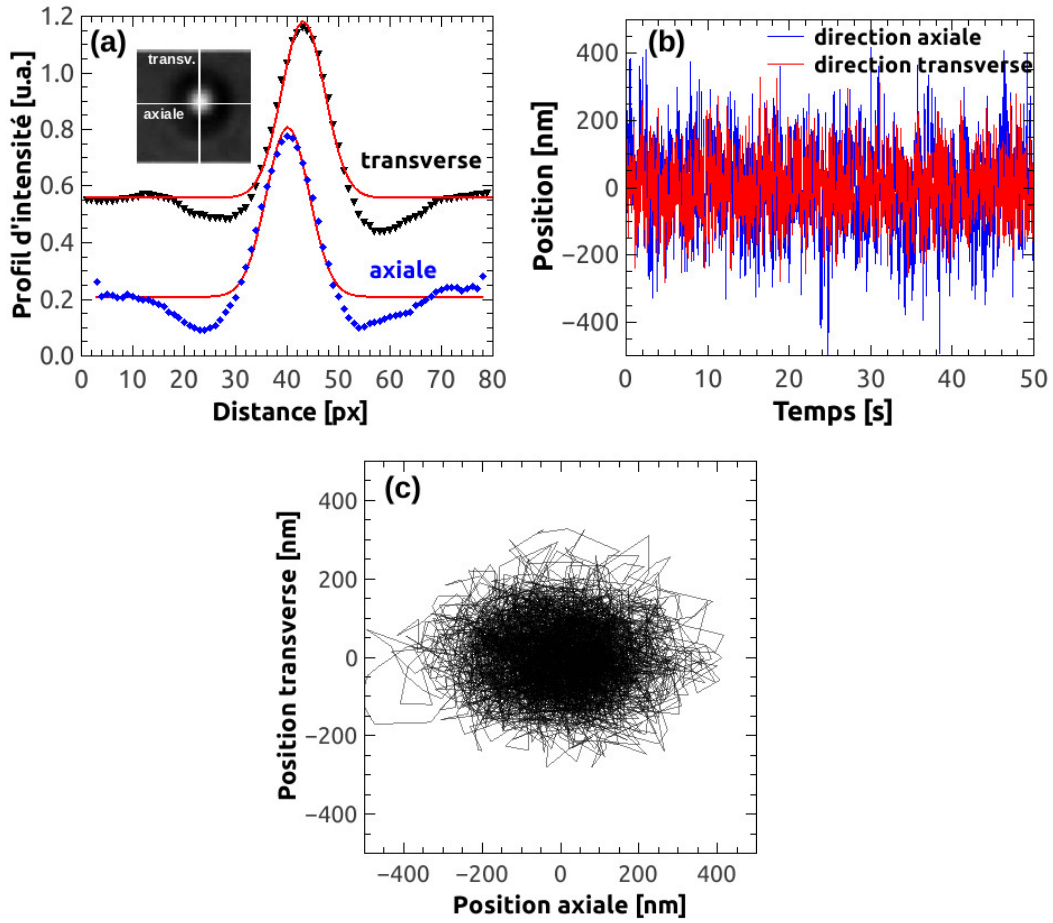 (a)
transv.
axiale
transverse
axiale
Profil d'intensité [u.a.]
0.0
0.2
0.4
0.6
0.8
1.0
1.2
0 10 20 30 40 50 60 70 80
Distance [px]
(b)
direction axiale
direction transverse
Position [nm]
400
200
0
−200
−400
0 10 20 30 40 50
Temps [s]
(c)
Position transverse [nm]
400
200
0
−200
−400
−400 −200 0 200 400
Position axiale [nm]